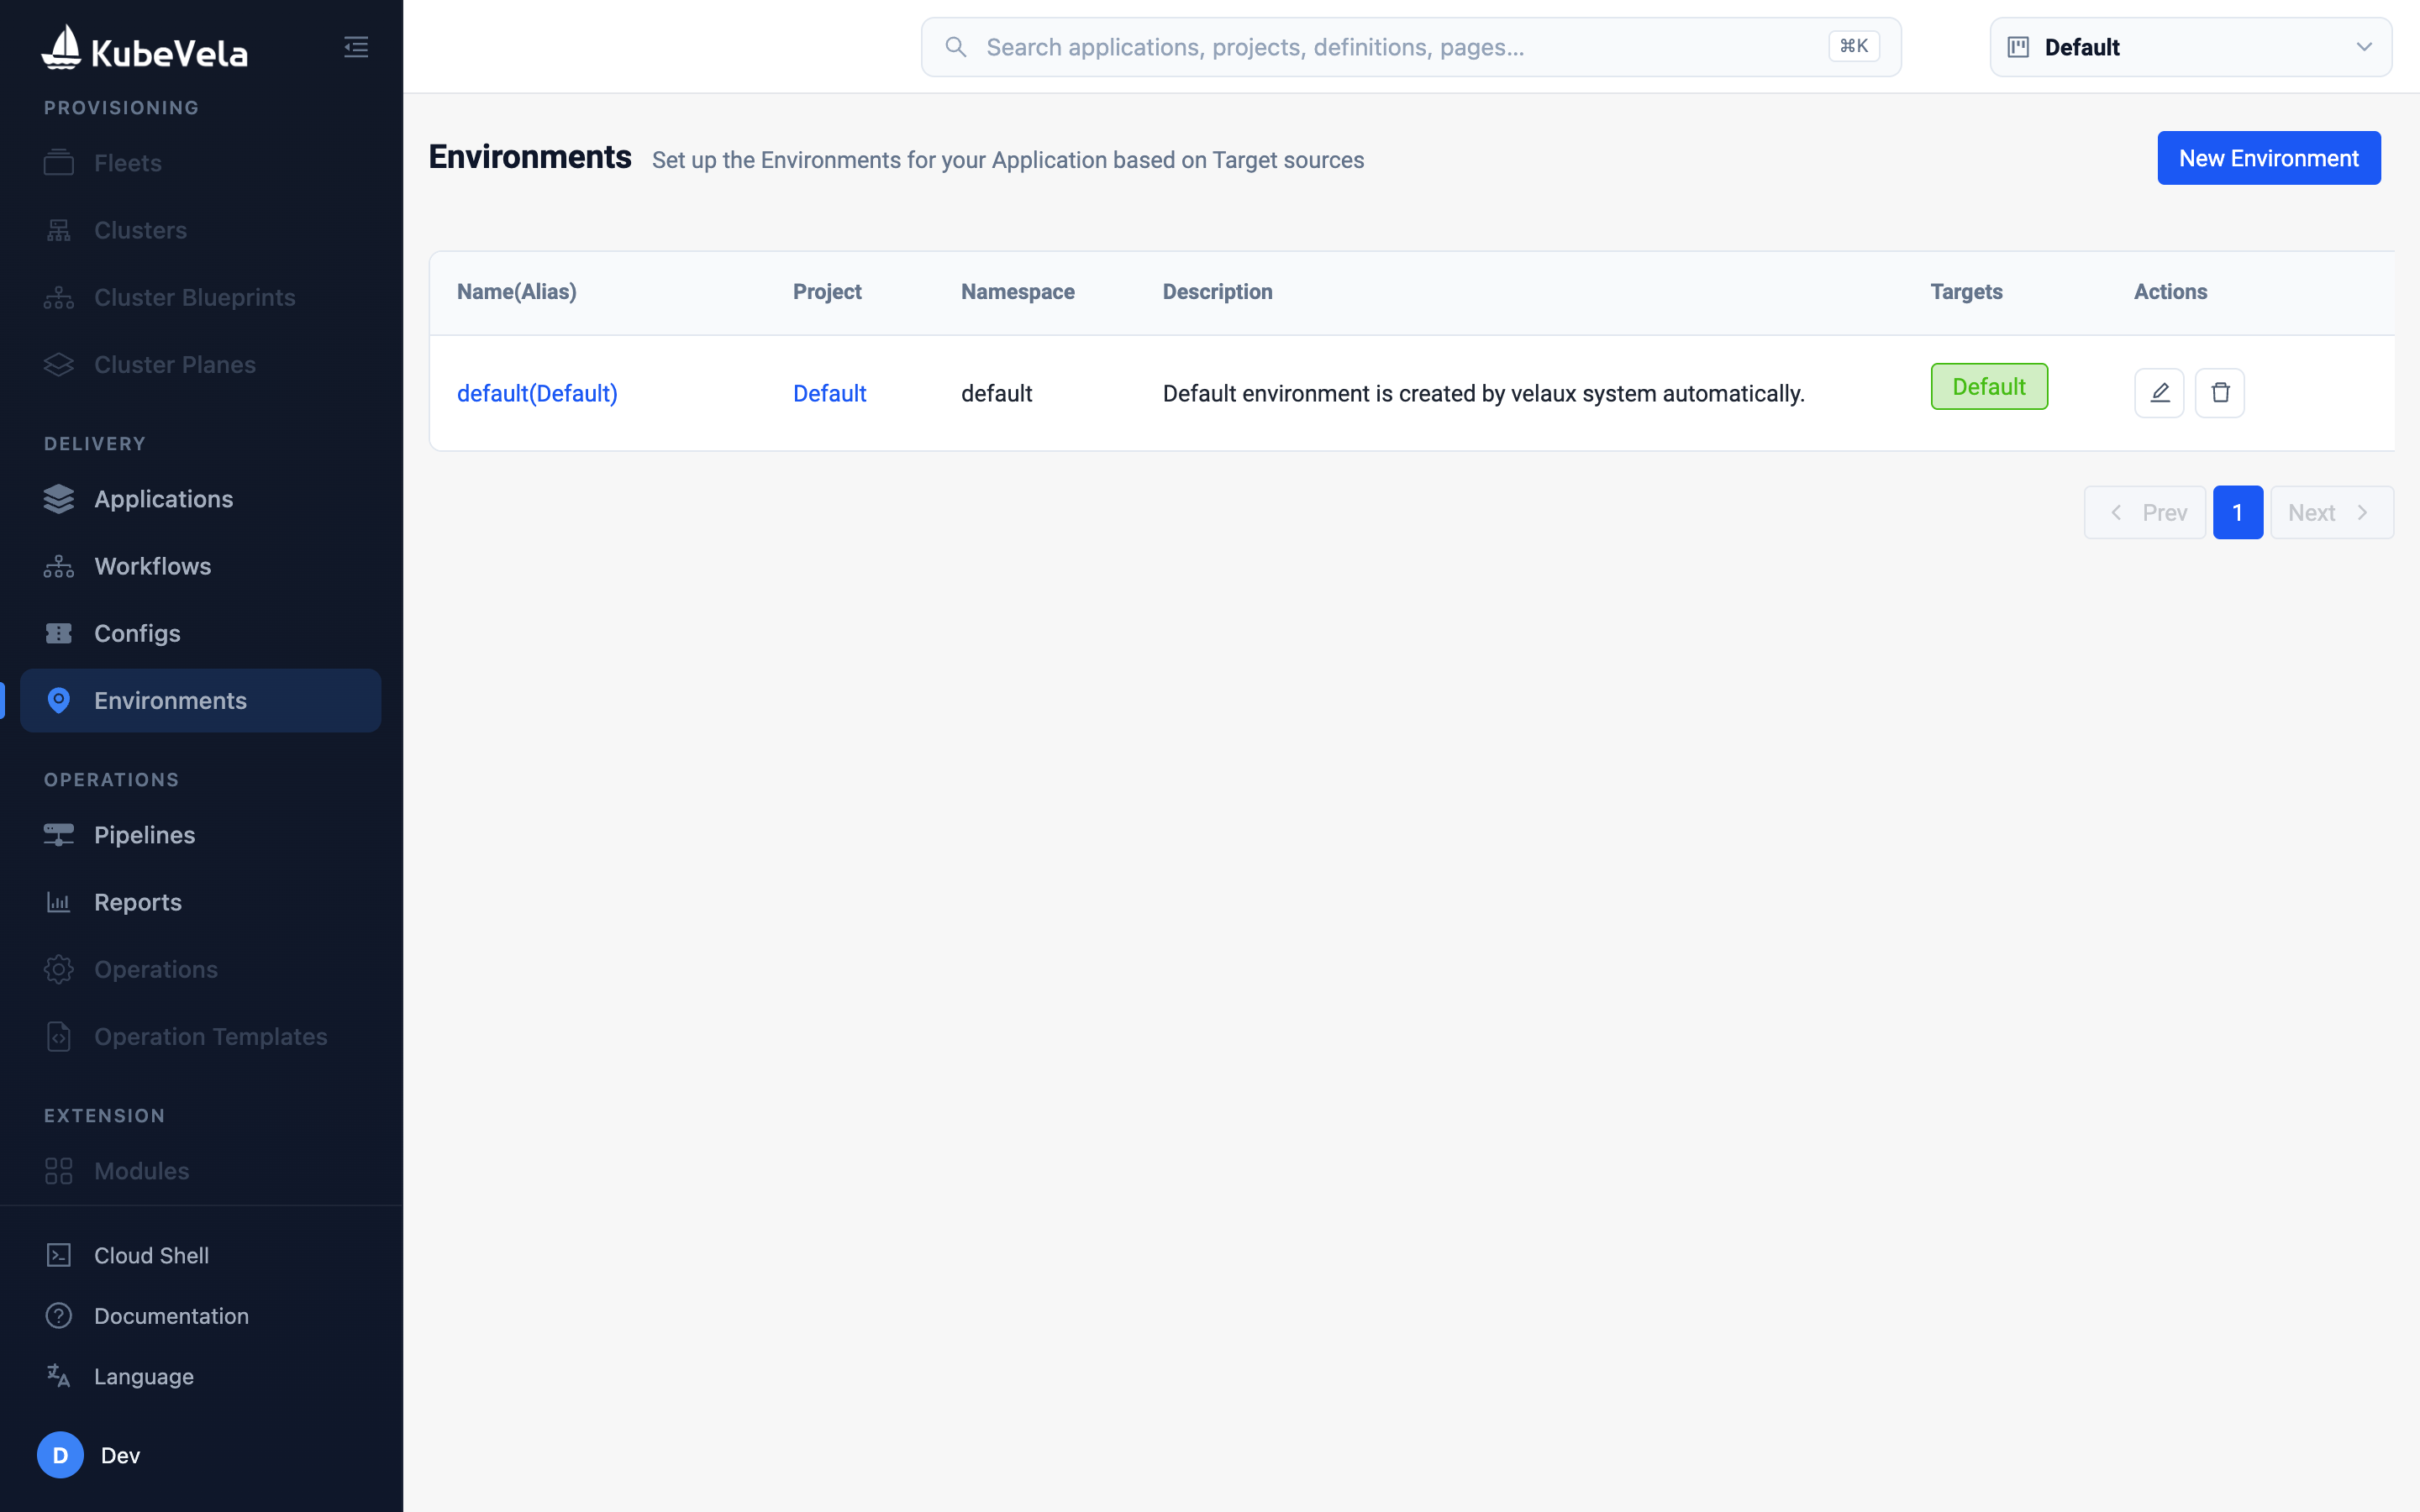 KubeVela
Search applications, projects, definitions, pages...
⌘K
Default
PROVISIONING
Fleets
Clusters
Cluster Blueprints
Cluster Planes
DELIVERY
Applications
Workflows
Configs
Environments
OPERATIONS
Pipelines
Reports
Operations
Operation Templates
EXTENSION
Modules
Cloud Shell
Documentation
Language
D Dev
Environments Set up the Environments for your Application based on Target sources
New Environment
Name(Alias) Project Namespace Description Targets Actions
default(Default) Default default Default environment is created by velaux system automatically. Default
Prev 1 Next